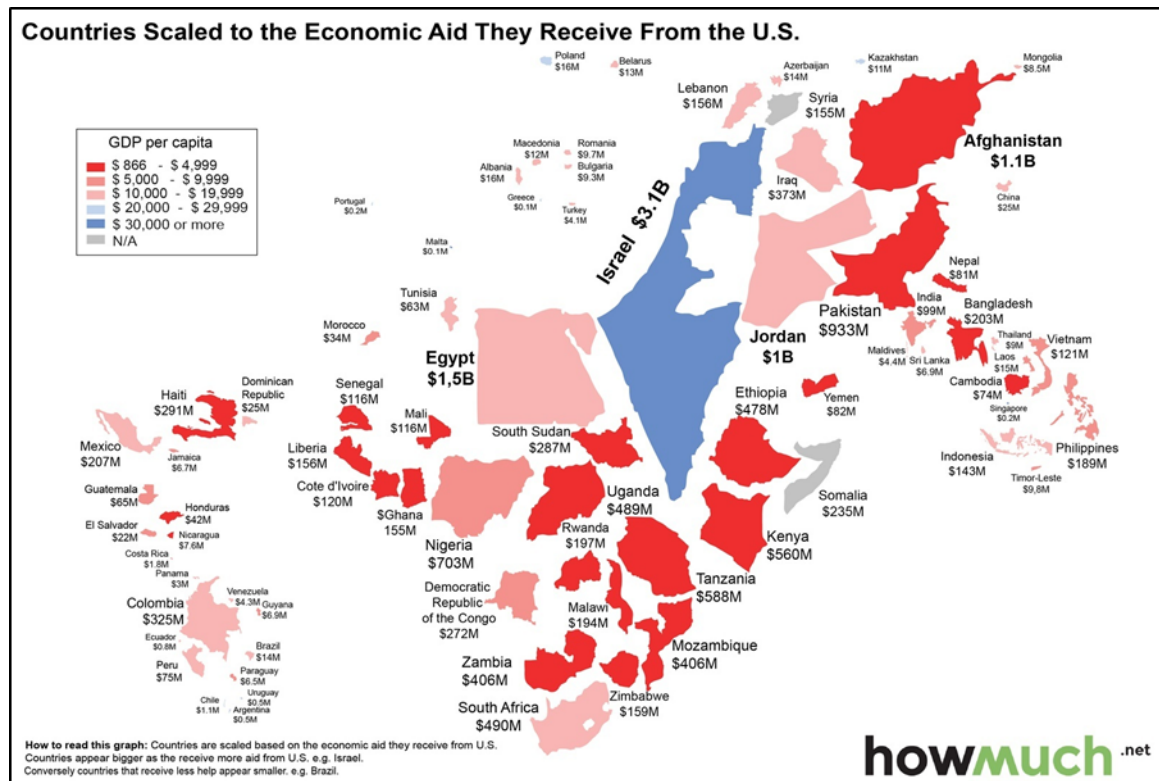 Countries Scaled to the Economic Aid They Receive From the U.S.
GDP per capita
$ 866 - $ 4,999
$ 5,000 - $ 9,999
$ 10,000 - $ 19,999
$ 20,000 - $ 29,999
$ 30,000 or more
N/A
Poland
$16M
Belarus
$13M
Azerbaijan
$14M
Kazakhstan
$11M
Mongolia
$8.5M
Lebanon
$156M
Syria
$155M
Afghanistan
$1.1B
Macedonia
$12M
Romania
$9.7M
Albania
$16M
Bulgaria
$9.3M
Greece
$0.1M
Turkey
$4.1M
Portugal
$0.2M
Malta
$0.1M
Iraq
$373M
China
$25M
Israel $3.1B
Tunisia
$63M
Morocco
$34M
Egypt
$1,5B
Jordan
$1B
Pakistan
$933M
Nepal
$81M
India
$99M
Bangladesh
$203M
Maldives
$4.4M
Sri Lanka
$6.9M
Thailand
$9M
Laos
$15M
Vietnam
$121M
Cambodia
$74M
Singapore
$0.2M
Philippines
$189M
Indonesia
$143M
Timor-Leste
$9,8M
Haiti
$291M
Dominican
Republic
$25M
Mexico
$207M
Jamaica
$6.7M
Guatemala
$65M
Honduras
$42M
El Salvador
$22M
Nicaragua
$7.6M
Costa Rica
$1.8M
Panama
$3M
Colombia
$325M
Venezuela
$4.3M
Guyana
$6.9M
Ecuador
$0.8M
Peru
$75M
Brazil
$14M
Paraguay
$6.5M
Uruguay
$0.5M
Chile
$1.1M
Argentina
$0.5M
Senegal
$116M
Mali
$116M
Liberia
$156M
Cote d'Ivoire
$120M
$Ghana
155M
Nigeria
$703M
South Sudan
$287M
Ethiopia
$478M
Yemen
$82M
Somalia
$235M
Uganda
$489M
Rwanda
$197M
Kenya
$560M
Tanzania
$588M
Democratic
Republic
of the Congo
$272M
Malawi
$194M
Mozambique
$406M
Zambia
$406M
Zimbabwe
$159M
South Africa
$490M
How to read this graph: Countries are scaled based on the economic aid they receive from U.S.
Countries appear bigger as the receive more aid from U.S. e.g. Israel.
Conversely countries that receive less help appear smaller. e.g. Brazil.
howmuch.net